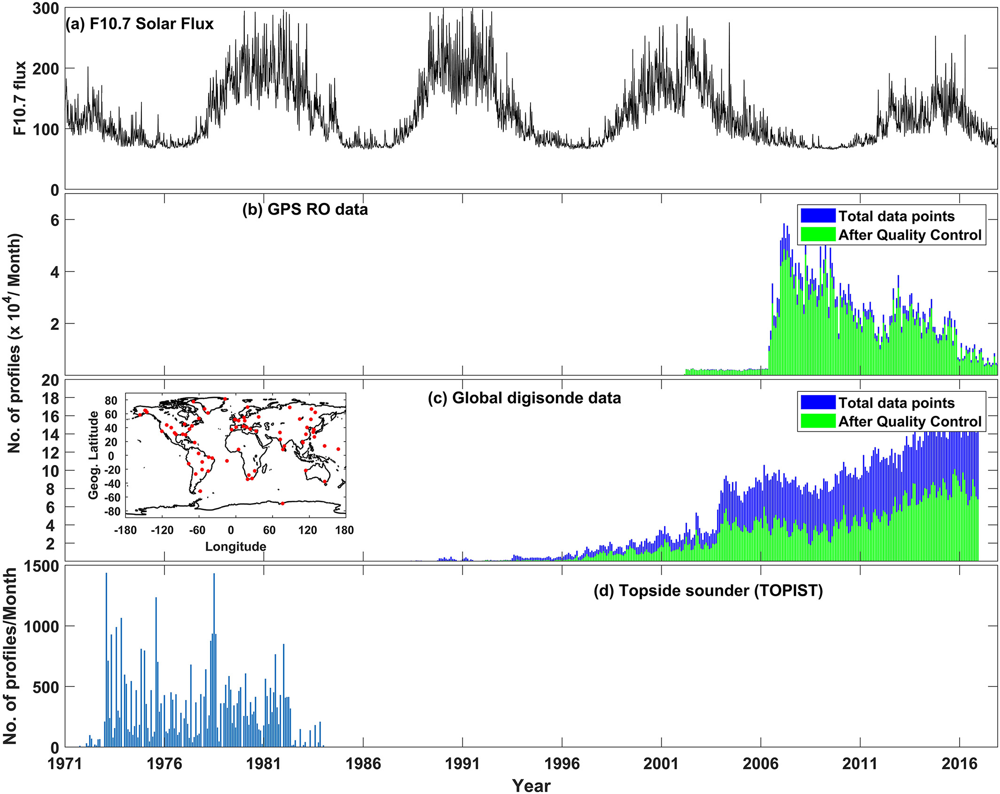 (a) F10.7 Solar Flux
F10.7 flux
300
200
100
0
(b) GPS RO data
Total data points
After Quality Control
No. of profiles (x 10⁴/ Month)
6
4
2
(c) Global digisonde data
Total data points
After Quality Control
20
18
16
14
12
10
8
6
4
2
Geog. Latitude
80
60
40
20
0
-20
-40
-60
-80
-180 -120 -60 0 60 120 180
Longitude
(d) Topside sounder (TOPIST)
No. of profiles/Month
1500
1000
500
0
1971 1976 1981 1986 1991 1996 2001 2006 2011 2016
Year